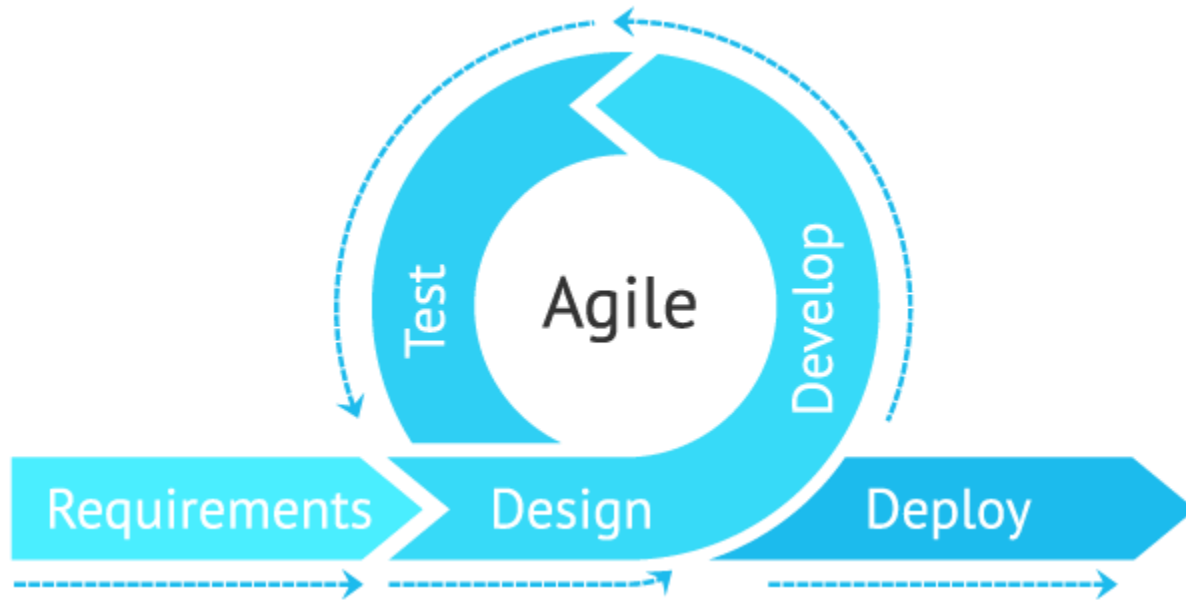 Agile
Test
Develop
Requirements
Design
Deploy